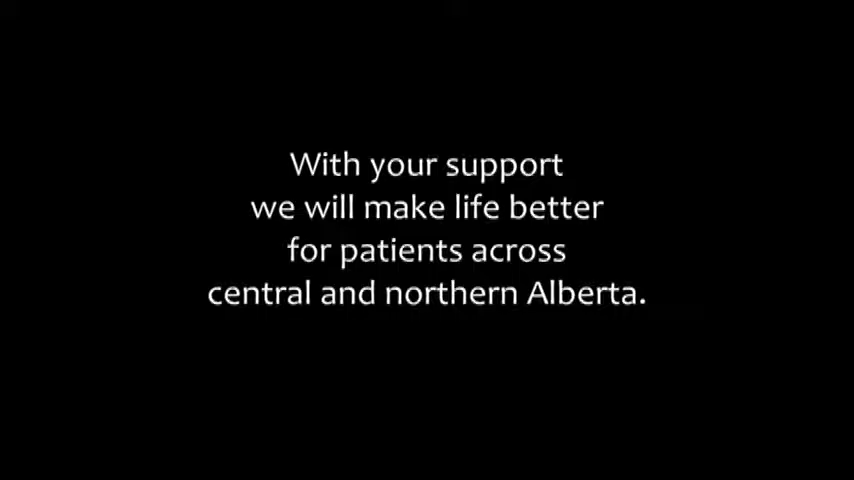 With your support
we will make life better
for patients across
central and northern Alberta.